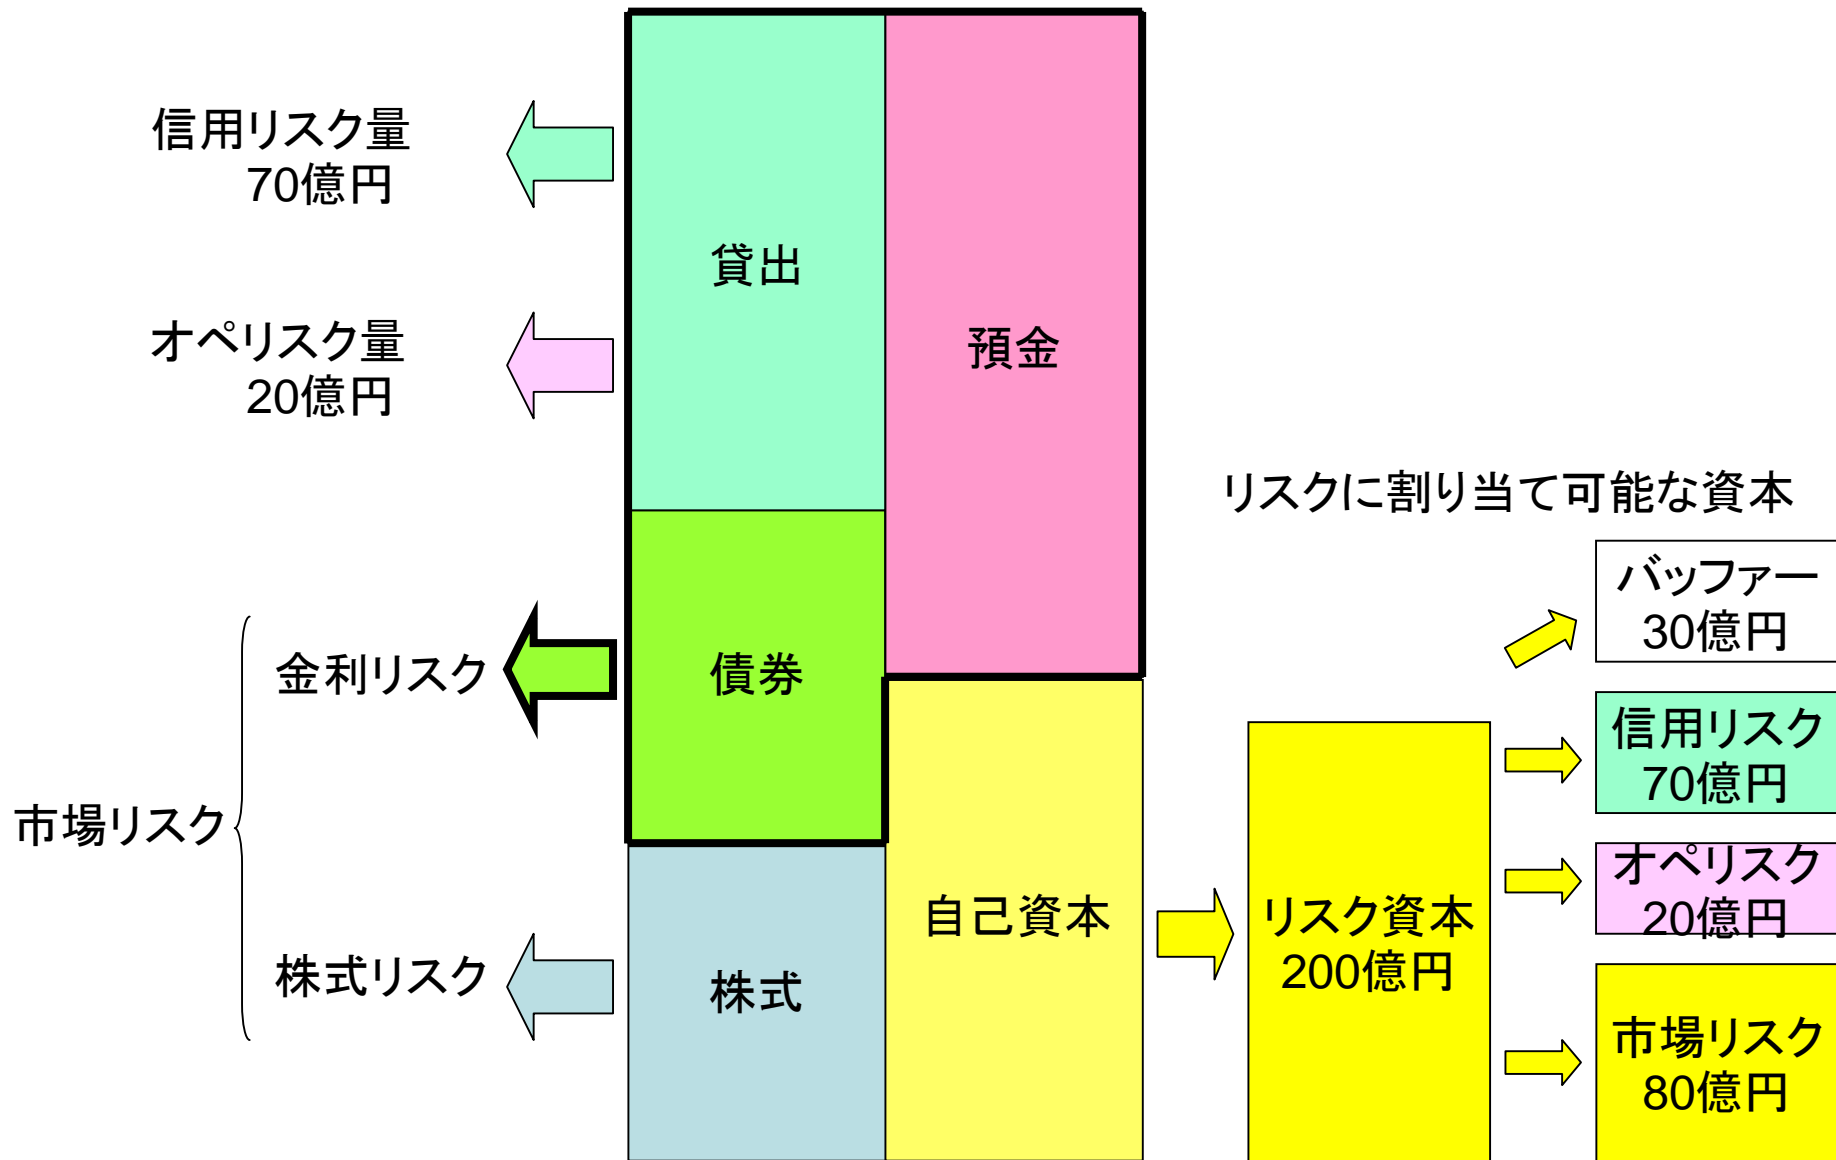 信用リスク量
70億円
オペリスク量
20億円
市場リスク
金利リスク
株式リスク
貸出
債券
株式
預金
自己資本
リスク資本
200億円
リスクに割り当て可能な資本
バッファー
30億円
信用リスク
70億円
オペリスク
20億円
市場リスク
80億円